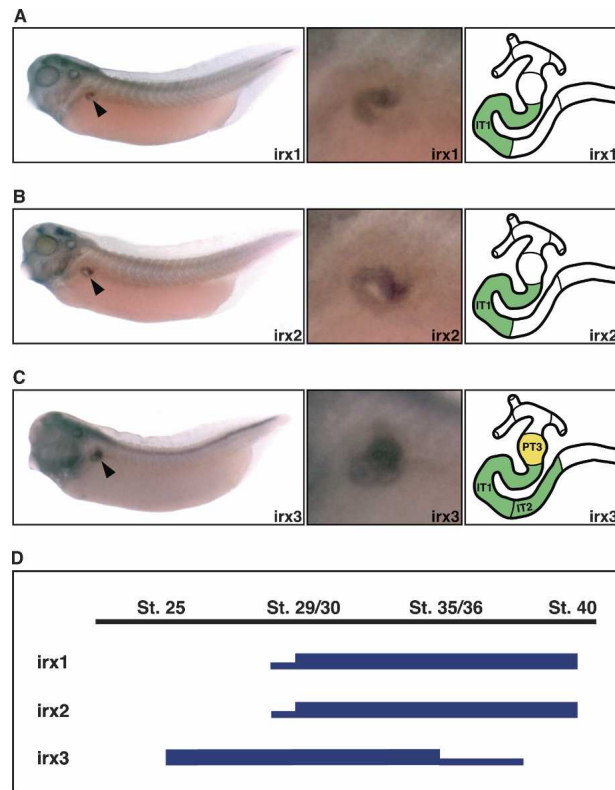 A
irx1
irx1
IT1
irx1
B
irx2
irx2
IT1
irx2
C
irx3
irx3
PT3
IT1
IT2
irx3
D
St. 25 St. 29/30 St. 35/36 St. 40
irx1
irx2
irx3